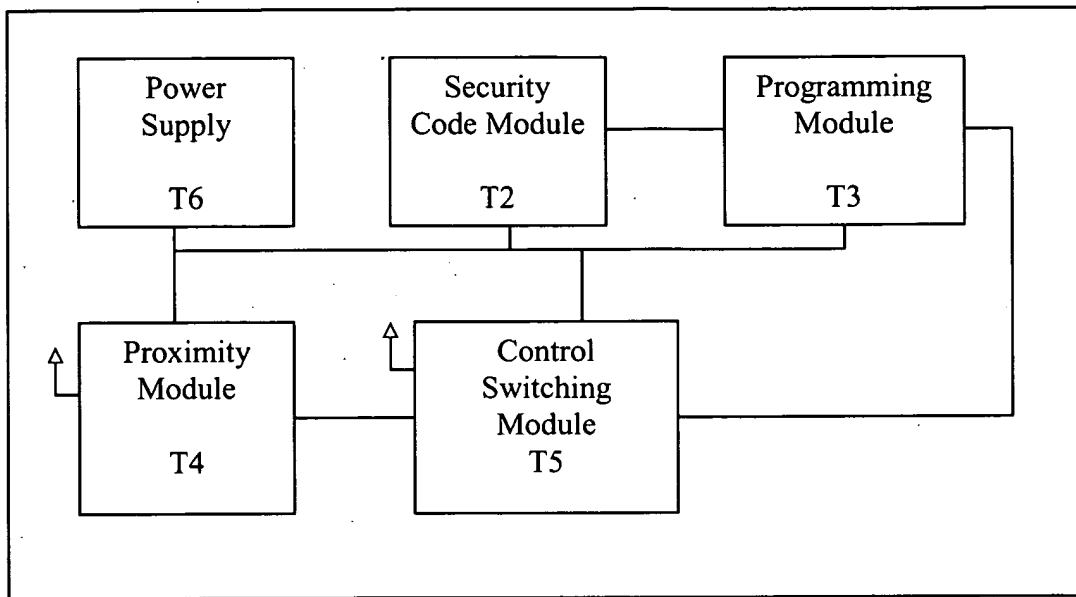 Power
Supply
T6
Security
Code Module
T2
Programming
Module
T3
Proximity
Module
T4
Control
Switching
Module
T5